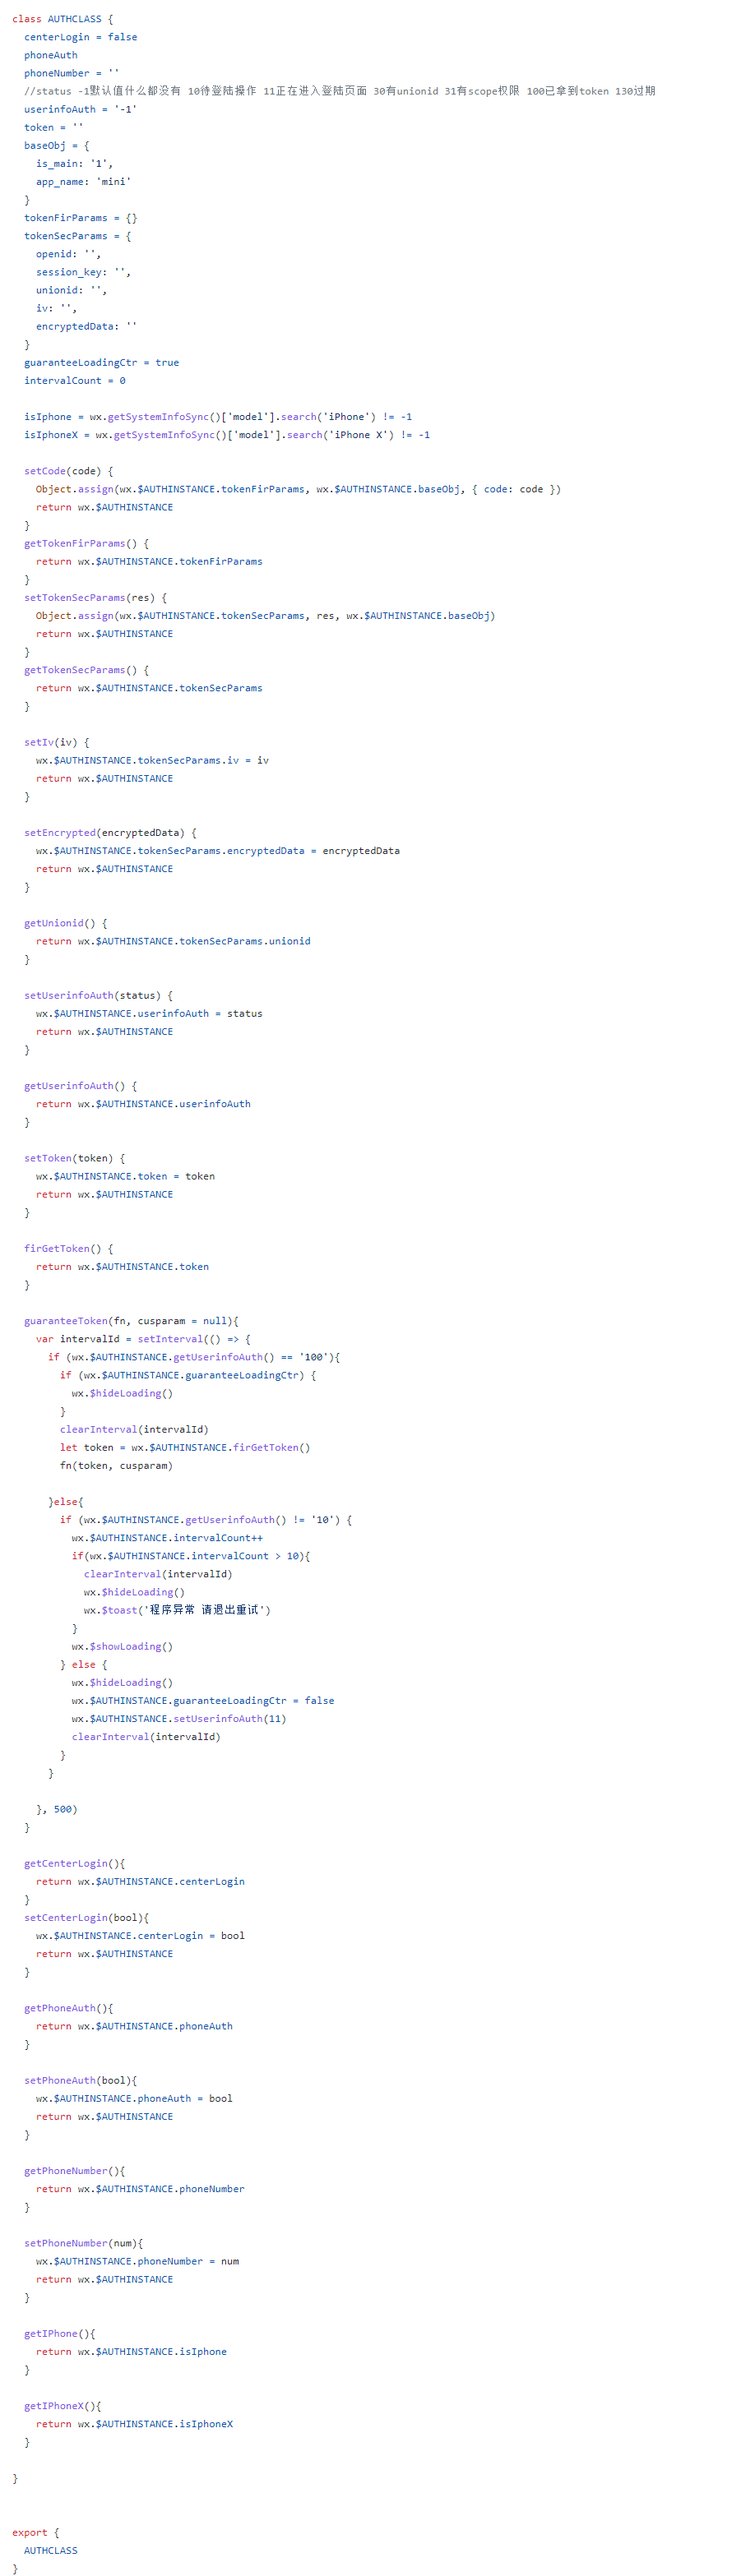 class AUTHCLASS {
  centerLogin = false
  phoneAuth
  phoneNumber = ''
  //status -1默认值什么都没有 10待登陆操作 11正在进入登陆页面 30有unionid 31有scope权限 100已拿到token 130过期
  userinfoAuth = '-1'
  token = ''
  baseObj = {
    is_main: '1',
    app_name: 'mini'
  }
  tokenFirParams = {}
  tokenSecParams = {
    openid: '',
    session_key: '',
    unionid: '',
    iv: '',
    encryptedData: ''
  }
  guaranteeLoadingCtr = true
  intervalCount = 0

  isIphone = wx.getSystemInfoSync()['model'].search('iPhone') != -1
  isIphoneX = wx.getSystemInfoSync()['model'].search('iPhone X') != -1

  setCode(code) {
    Object.assign(wx.$AUTHINSTANCE.tokenFirParams, wx.$AUTHINSTANCE.baseObj, { code: code })
    return wx.$AUTHINSTANCE
  }
  getTokenFirParams() {
    return wx.$AUTHINSTANCE.tokenFirParams
  }
  setTokenSecParams(res) {
    Object.assign(wx.$AUTHINSTANCE.tokenSecParams, res, wx.$AUTHINSTANCE.baseObj)
    return wx.$AUTHINSTANCE
  }
  getTokenSecParams() {
    return wx.$AUTHINSTANCE.tokenSecParams
  }

  setIv(iv) {
    wx.$AUTHINSTANCE.tokenSecParams.iv = iv
    return wx.$AUTHINSTANCE
  }

  setEncrypted(encryptedData) {
    wx.$AUTHINSTANCE.tokenSecParams.encryptedData = encryptedData
    return wx.$AUTHINSTANCE
  }

  getUnionid() {
    return wx.$AUTHINSTANCE.tokenSecParams.unionid
  }

  setUserinfoAuth(status) {
    wx.$AUTHINSTANCE.userinfoAuth = status
    return wx.$AUTHINSTANCE
  }

  getUserinfoAuth() {
    return wx.$AUTHINSTANCE.userinfoAuth
  }

  setToken(token) {
    wx.$AUTHINSTANCE.token = token
    return wx.$AUTHINSTANCE
  }

  firGetToken() {
    return wx.$AUTHINSTANCE.token
  }

  guaranteeToken(fn, cusparam = null){
    var intervalId = setInterval(() => {
      if (wx.$AUTHINSTANCE.getUserinfoAuth() == '100'){
        if (wx.$AUTHINSTANCE.guaranteeLoadingCtr) {
          wx.$hideLoading()
        }
        clearInterval(intervalId)
        let token = wx.$AUTHINSTANCE.firGetToken()
        fn(token, cusparam)

      }else{
        if (wx.$AUTHINSTANCE.getUserinfoAuth() != '10') {
          wx.$AUTHINSTANCE.intervalCount++
          if(wx.$AUTHINSTANCE.intervalCount > 10){
            clearInterval(intervalId)
            wx.$hideLoading()
            wx.$toast('程序异常 请退出重试')
          }
          wx.$showLoading()
        } else {
          wx.$hideLoading()
          wx.$AUTHINSTANCE.guaranteeLoadingCtr = false
          wx.$AUTHINSTANCE.setUserinfoAuth(11)
          clearInterval(intervalId)
        }
      }

    }, 500)
  }

  getCenterLogin(){
    return wx.$AUTHINSTANCE.centerLogin
  }
  setCenterLogin(bool){
    wx.$AUTHINSTANCE.centerLogin = bool
    return wx.$AUTHINSTANCE
  }

  getPhoneAuth(){
    return wx.$AUTHINSTANCE.phoneAuth
  }

  setPhoneAuth(bool){
    wx.$AUTHINSTANCE.phoneAuth = bool
    return wx.$AUTHINSTANCE
  }

  getPhoneNumber(){
    return wx.$AUTHINSTANCE.phoneNumber
  }

  setPhoneNumber(num){
    wx.$AUTHINSTANCE.phoneNumber = num
    return wx.$AUTHINSTANCE
  }

  getIPhone(){
    return wx.$AUTHINSTANCE.isIphone
  }

  getIPhoneX(){
    return wx.$AUTHINSTANCE.isIphoneX
  }

}

export {
  AUTHCLASS
}